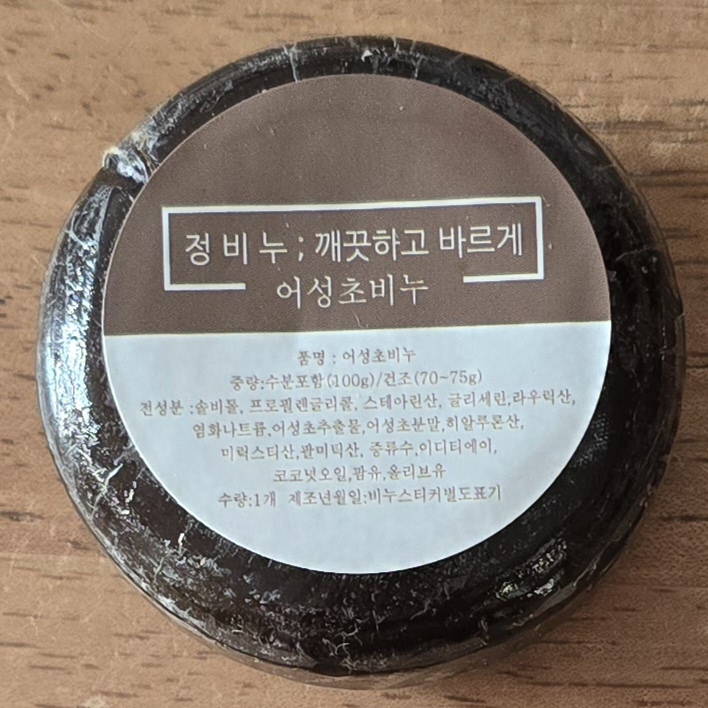 정 비 누 ; 깨끗하고 바르게
어성초비누
품명 : 어성초비누
중량:수분포함(100g)/건조(70~75g)
전성분 :솔비톨, 프로필렌글리콜, 스테아린산, 글리세린,라우릭산,
염화나트륨,어성초추출물,어성초분말,히알루론산,
미릭스티산,팔미틱산, 증류수,이디티에이,
코코넛오일,팜유,올리브유
수량:1개 제조년월일:비누스티커별도표기